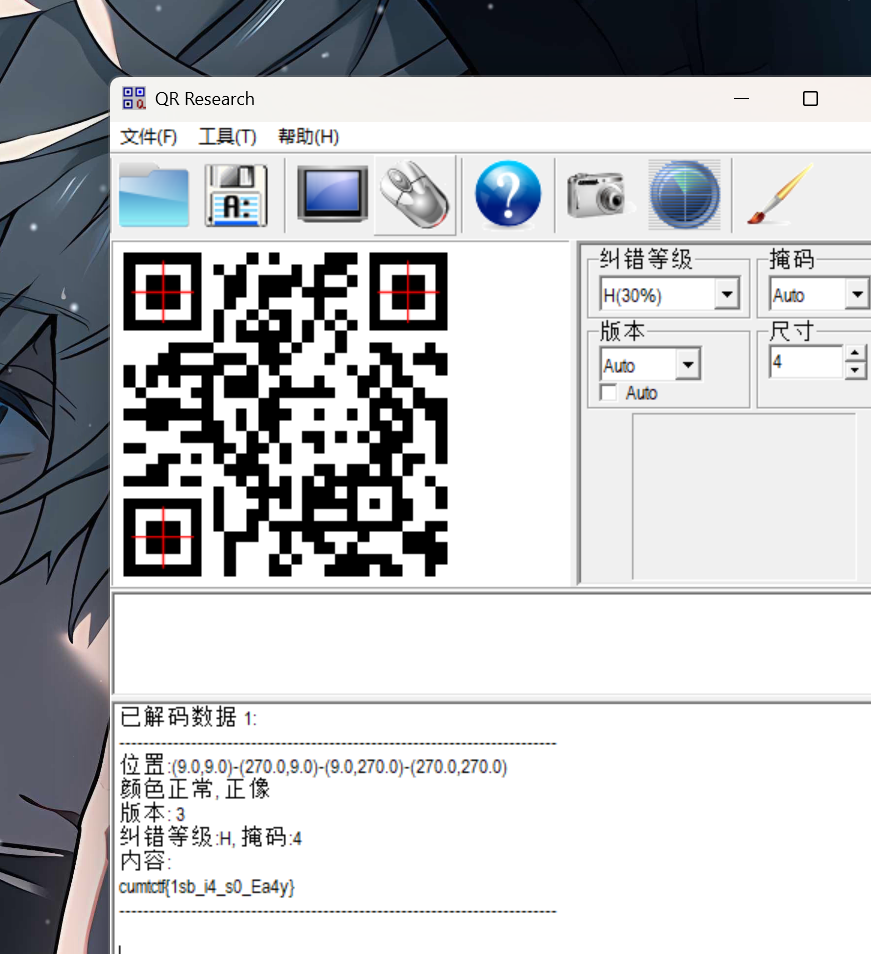 QR Research
文件(F) 工具(T) 帮助(H)
纠错等级 掩码
H(30%) Auto
版本 尺寸
Auto 4
Auto
已解码数据 1:
--------------------------------------------------------------------------------
位置:(9.0,9.0)-(270.0,9.0)-(9.0,270.0)-(270.0,270.0)
颜色正常, 正像
版本: 3
纠错等级:H, 掩码:4
内容:
cumtctf{1sb_i4_s0_Ea4y}
--------------------------------------------------------------------------------